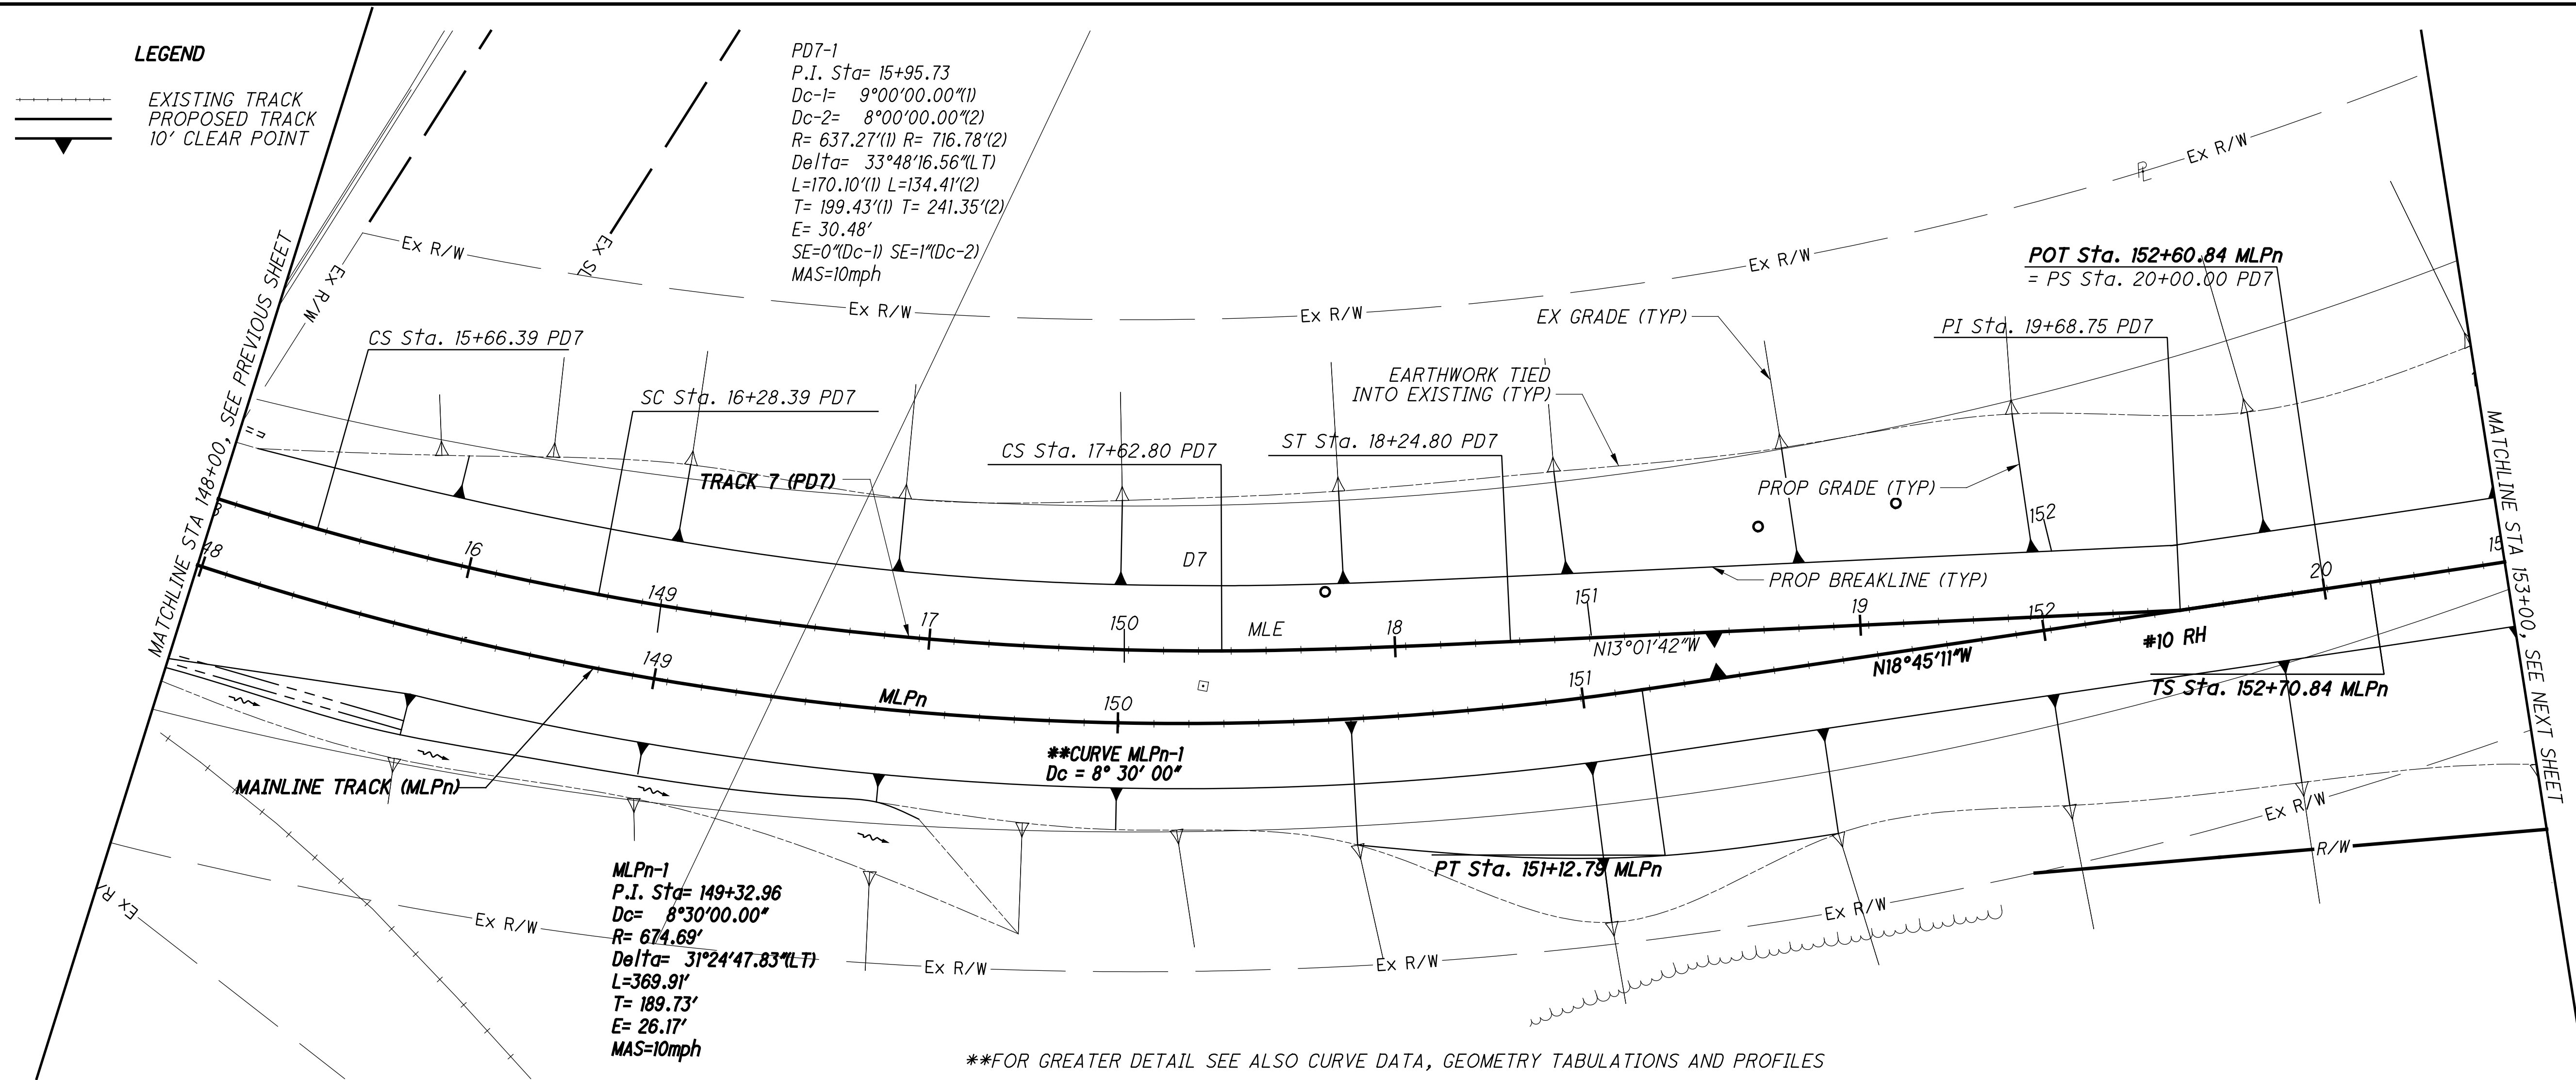 LEGEND
EXISTING TRACK
PROPOSED TRACK
10' CLEAR POINT
PD7-1
P.I. Sta= 15+95.73
Dc-1= 9°00'00.00"(1)
Dc-2= 8°00'00.00"(2)
R= 637.27'(1) R= 716.78'(2)
Delta= 33°48'16.56"(LT)
L=170.10'(1) L=134.41'(2)
T= 199.43'(1) T= 241.35'(2)
E= 30.48'
SE=0"(Dc-1) SE=1"(Dc-2)
MAS=10mph
MATCHLINE STA 148+00, SEE PREVIOUS SHEET
Ex R/W
Ex R/W
Ex SL
Ex R/W
Ex R/W
Ex R/W
Ex R/W
PL
POT Sta. 152+60.84 MLPn
= PS Sta. 20+00.00 PD7
EX GRADE (TYP)
PI Sta. 19+68.75 PD7
CS Sta. 15+66.39 PD7
SC Sta. 16+28.39 PD7
EARTHWORK TIED
INTO EXISTING (TYP)
CS Sta. 17+62.80 PD7
ST Sta. 18+24.80 PD7
TRACK 7 (PD7)
PROP GRADE (TYP)
152
D7
PROP BREAKLINE (TYP)
MATCHLINE STA 153+00, SEE NEXT SHEET
15
48
16
149
17
150
MLE
18
151
N13°01'42"W
19
152
20
#10 RH
N18°45'11"W
TS Sta. 152+70.84 MLPn
149
MLPn
150
151
**CURVE MLPn-1
Dc = 8° 30' 00"
MAINLINE TRACK (MLPn)
PT Sta. 151+12.79 MLPn
Ex R/W
R/W
MLPn-1
P.I. Sta= 149+32.96
Dc= 8°30'00.00"
R= 674.69'
Delta= 31°24'47.83"(LT)
L=369.91'
T= 189.73'
E= 26.17'
MAS=10mph
Ex R/
Ex R/W
Ex R/W
Ex R/W
Ex R/W
**FOR GREATER DETAIL SEE ALSO CURVE DATA, GEOMETRY TABULATIONS AND PROFILES